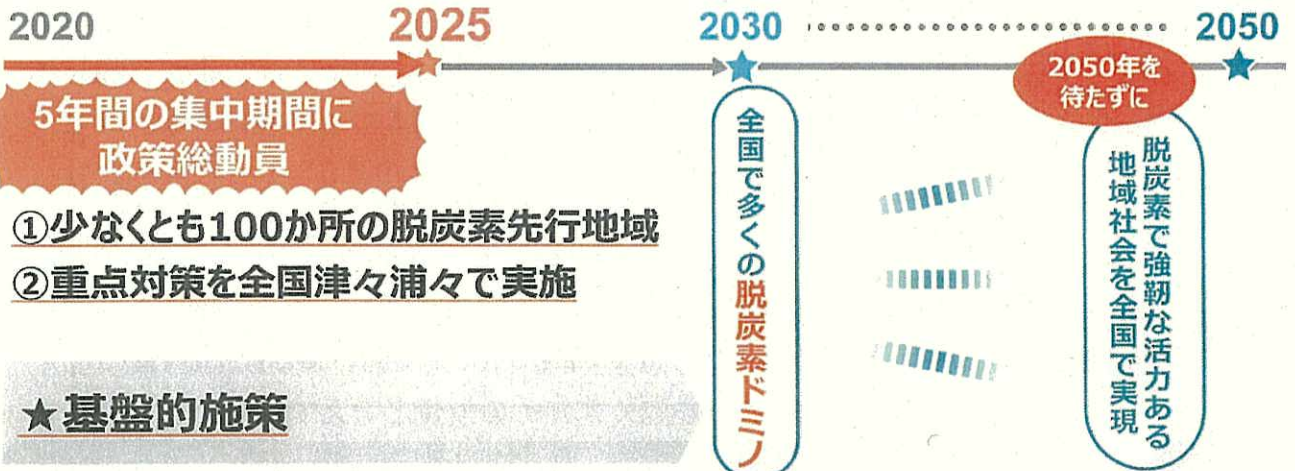 2020
2025
2030
2050
5年間の集中期間に
政策総動員
①少なくとも100か所の脱炭素先行地域
②重点対策を全国津々浦々で実施
★基盤的施策
全国で多くの脱炭素ドミノ
2050年を
待たずに
脱炭素で強靭な活力ある
地域社会を全国で実現